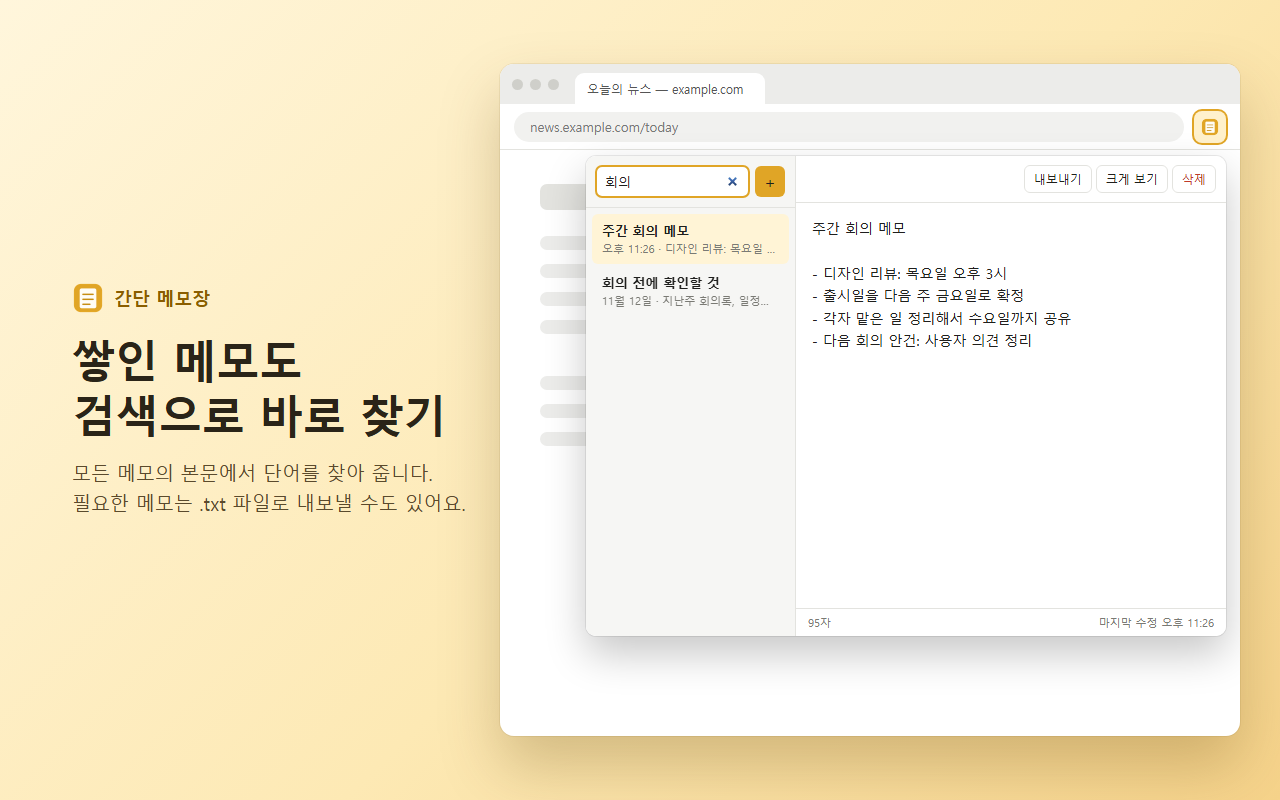 간단 메모장
쌓인 메모도
검색으로 바로 찾기
모든 메모의 본문에서 단어를 찾아 줍니다.
필요한 메모는 .txt 파일로 내보낼 수도 있어요.
오늘의 뉴스 — example.com
news.example.com/today
회의 ×
+
주간 회의 메모
오후 11:26 · 디자인 리뷰: 목요일 ...
회의 전에 확인할 것
11월 12일 · 지난주 회의록, 일정...
내보내기 크게 보기 삭제
주간 회의 메모
- 디자인 리뷰: 목요일 오후 3시
- 출시일을 다음 주 금요일로 확정
- 각자 맡은 일 정리해서 수요일까지 공유
- 다음 회의 안건: 사용자 의견 정리
95자
마지막 수정 오후 11:26